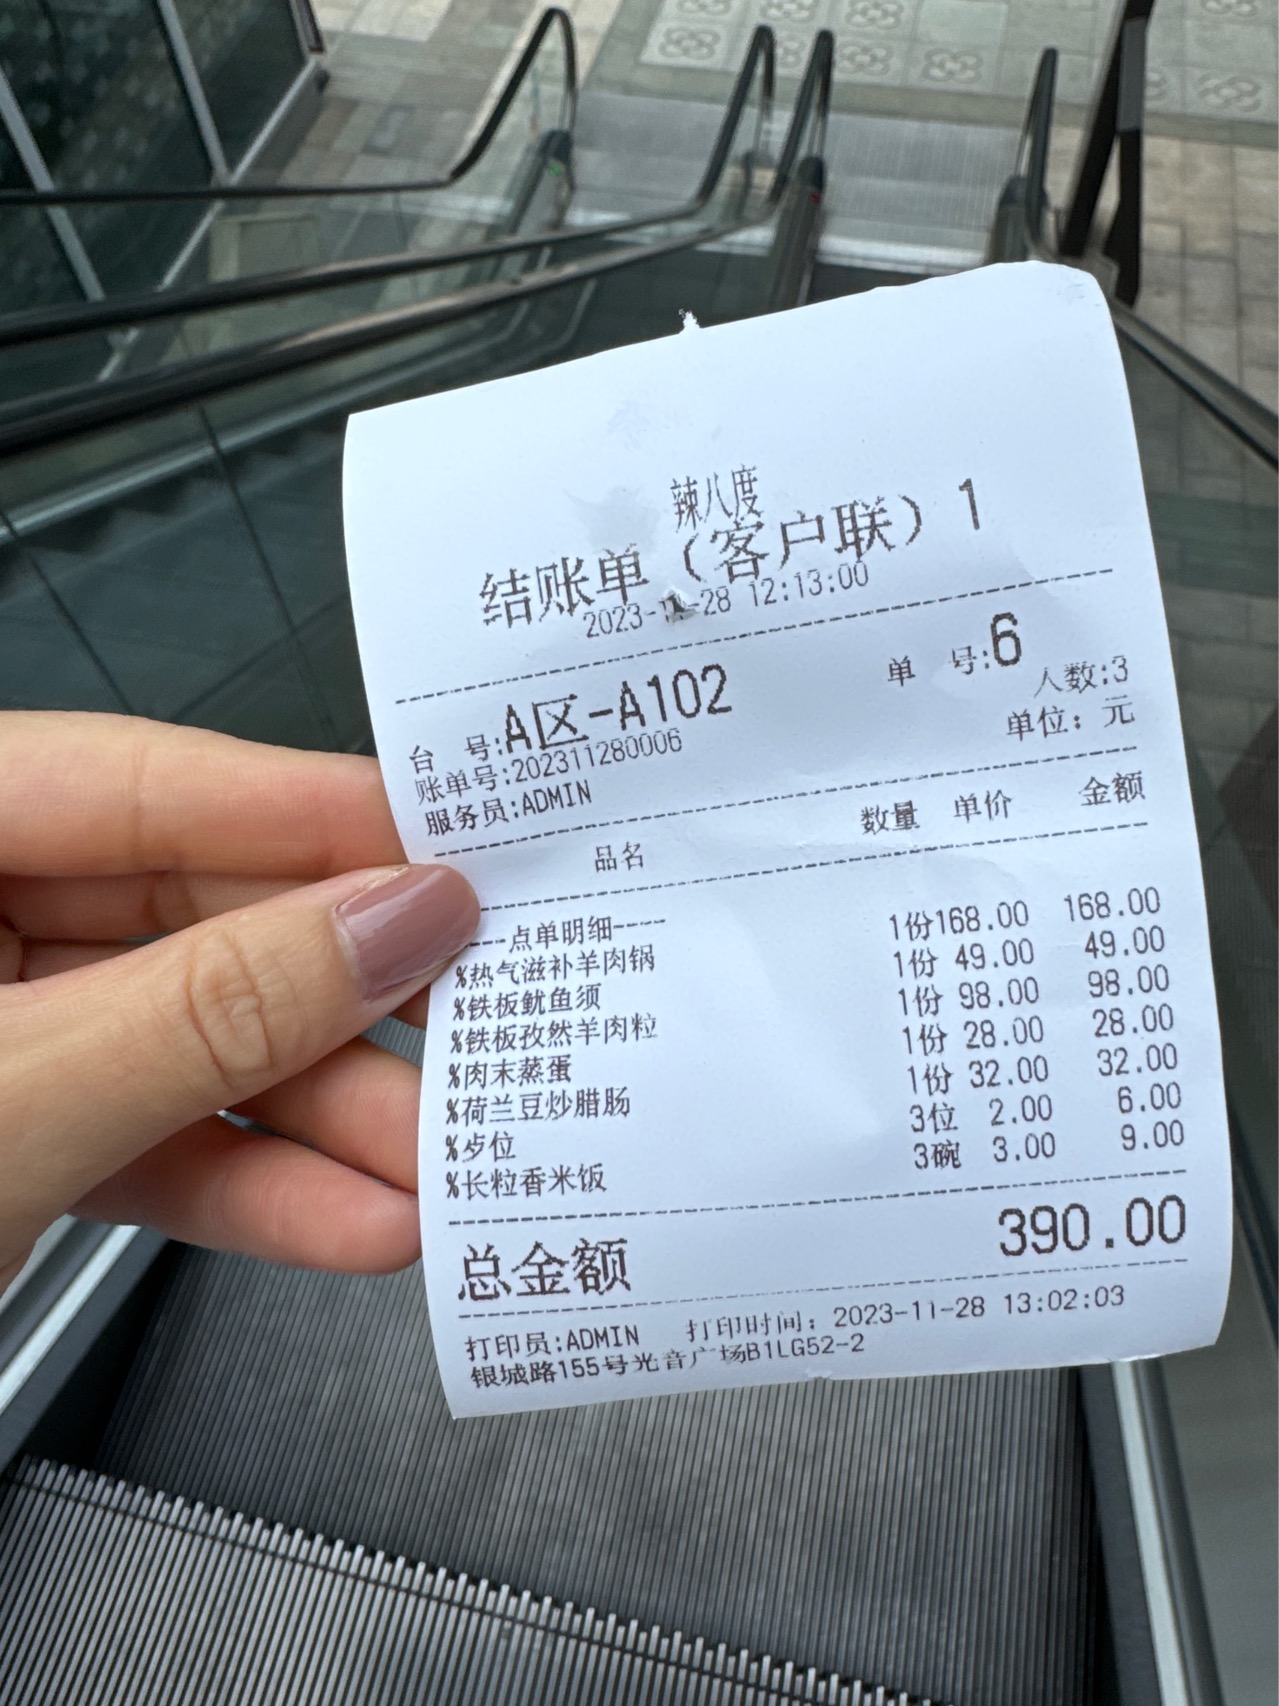 辣八度
结账单（客户联）1
2023-11-28 12:13:00
台 号:A区-A102 单 号:6
账单号:202311280006 人数:3
服务员:ADMIN 单位：元
品名 数量 单价 金额
----点单明细----
%热气滋补羊肉锅 1份 168.00 168.00
%铁板鱿鱼须 1份 49.00 49.00
%铁板孜然羊肉粒 1份 98.00 98.00
%肉末蒸蛋 1份 28.00 28.00
%荷兰豆炒腊肠 1份 32.00 32.00
%歺位 3位 2.00 6.00
%长粒香米饭 3碗 3.00 9.00
总金额 390.00
打印员:ADMIN 打印时间：2023-11-28 13:02:03
银城路155号光音广场B1LG52-2